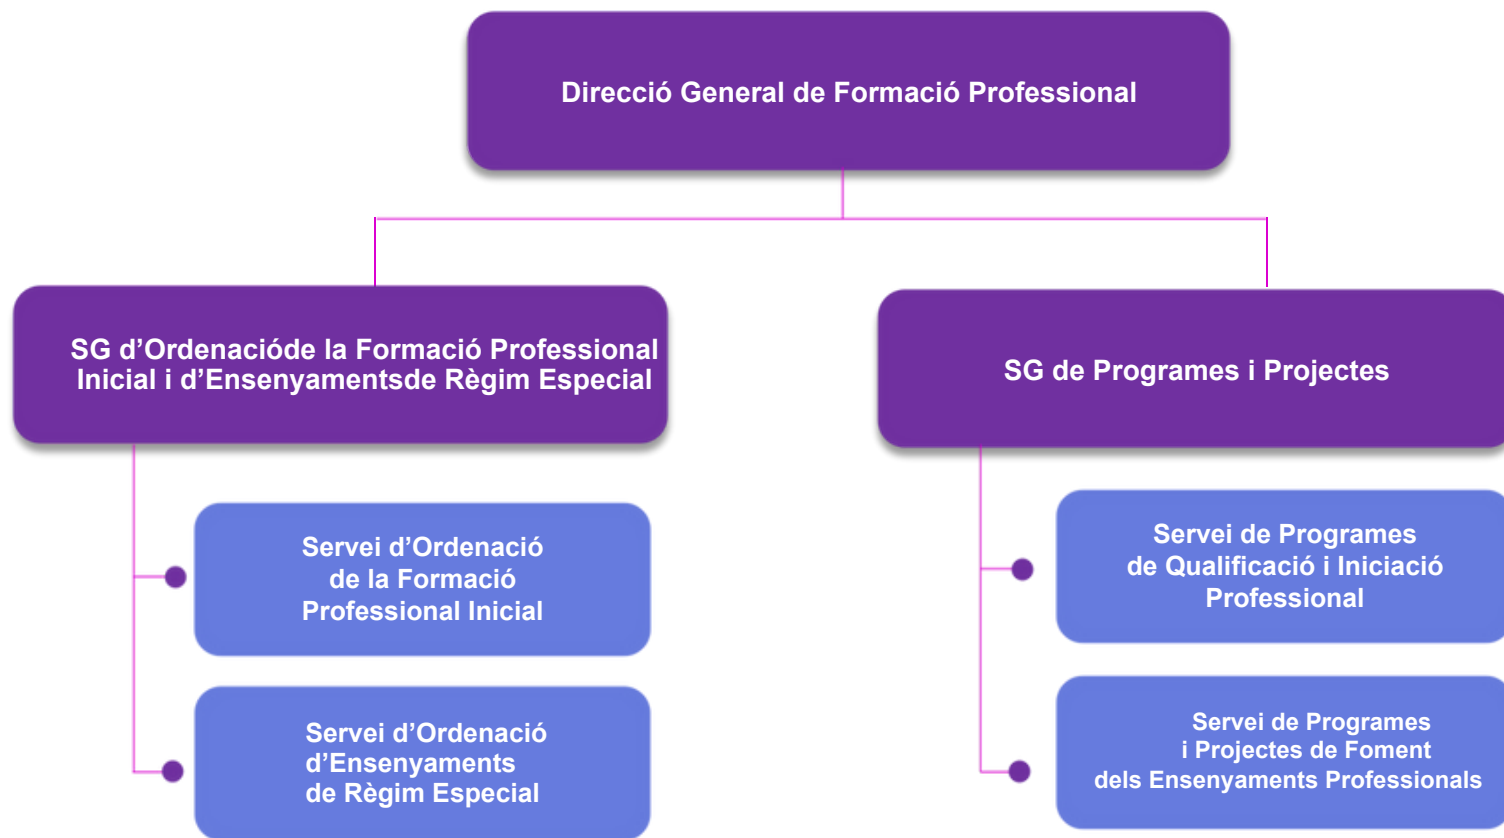 Direcció General de Formació Professional
SG d’Ordenacióde la Formació Professional
Inicial i d’Ensenyamentsde Règim Especial
SG de Programes i Projectes
Servei d’Ordenació
de la Formació
Professional Inicial
Servei de Programes
de Qualificació i Iniciació
Professional
Servei d’Ordenació
d’Ensenyaments
de Règim Especial
Servei de Programes
i Projectes de Foment
dels Ensenyaments Professionals